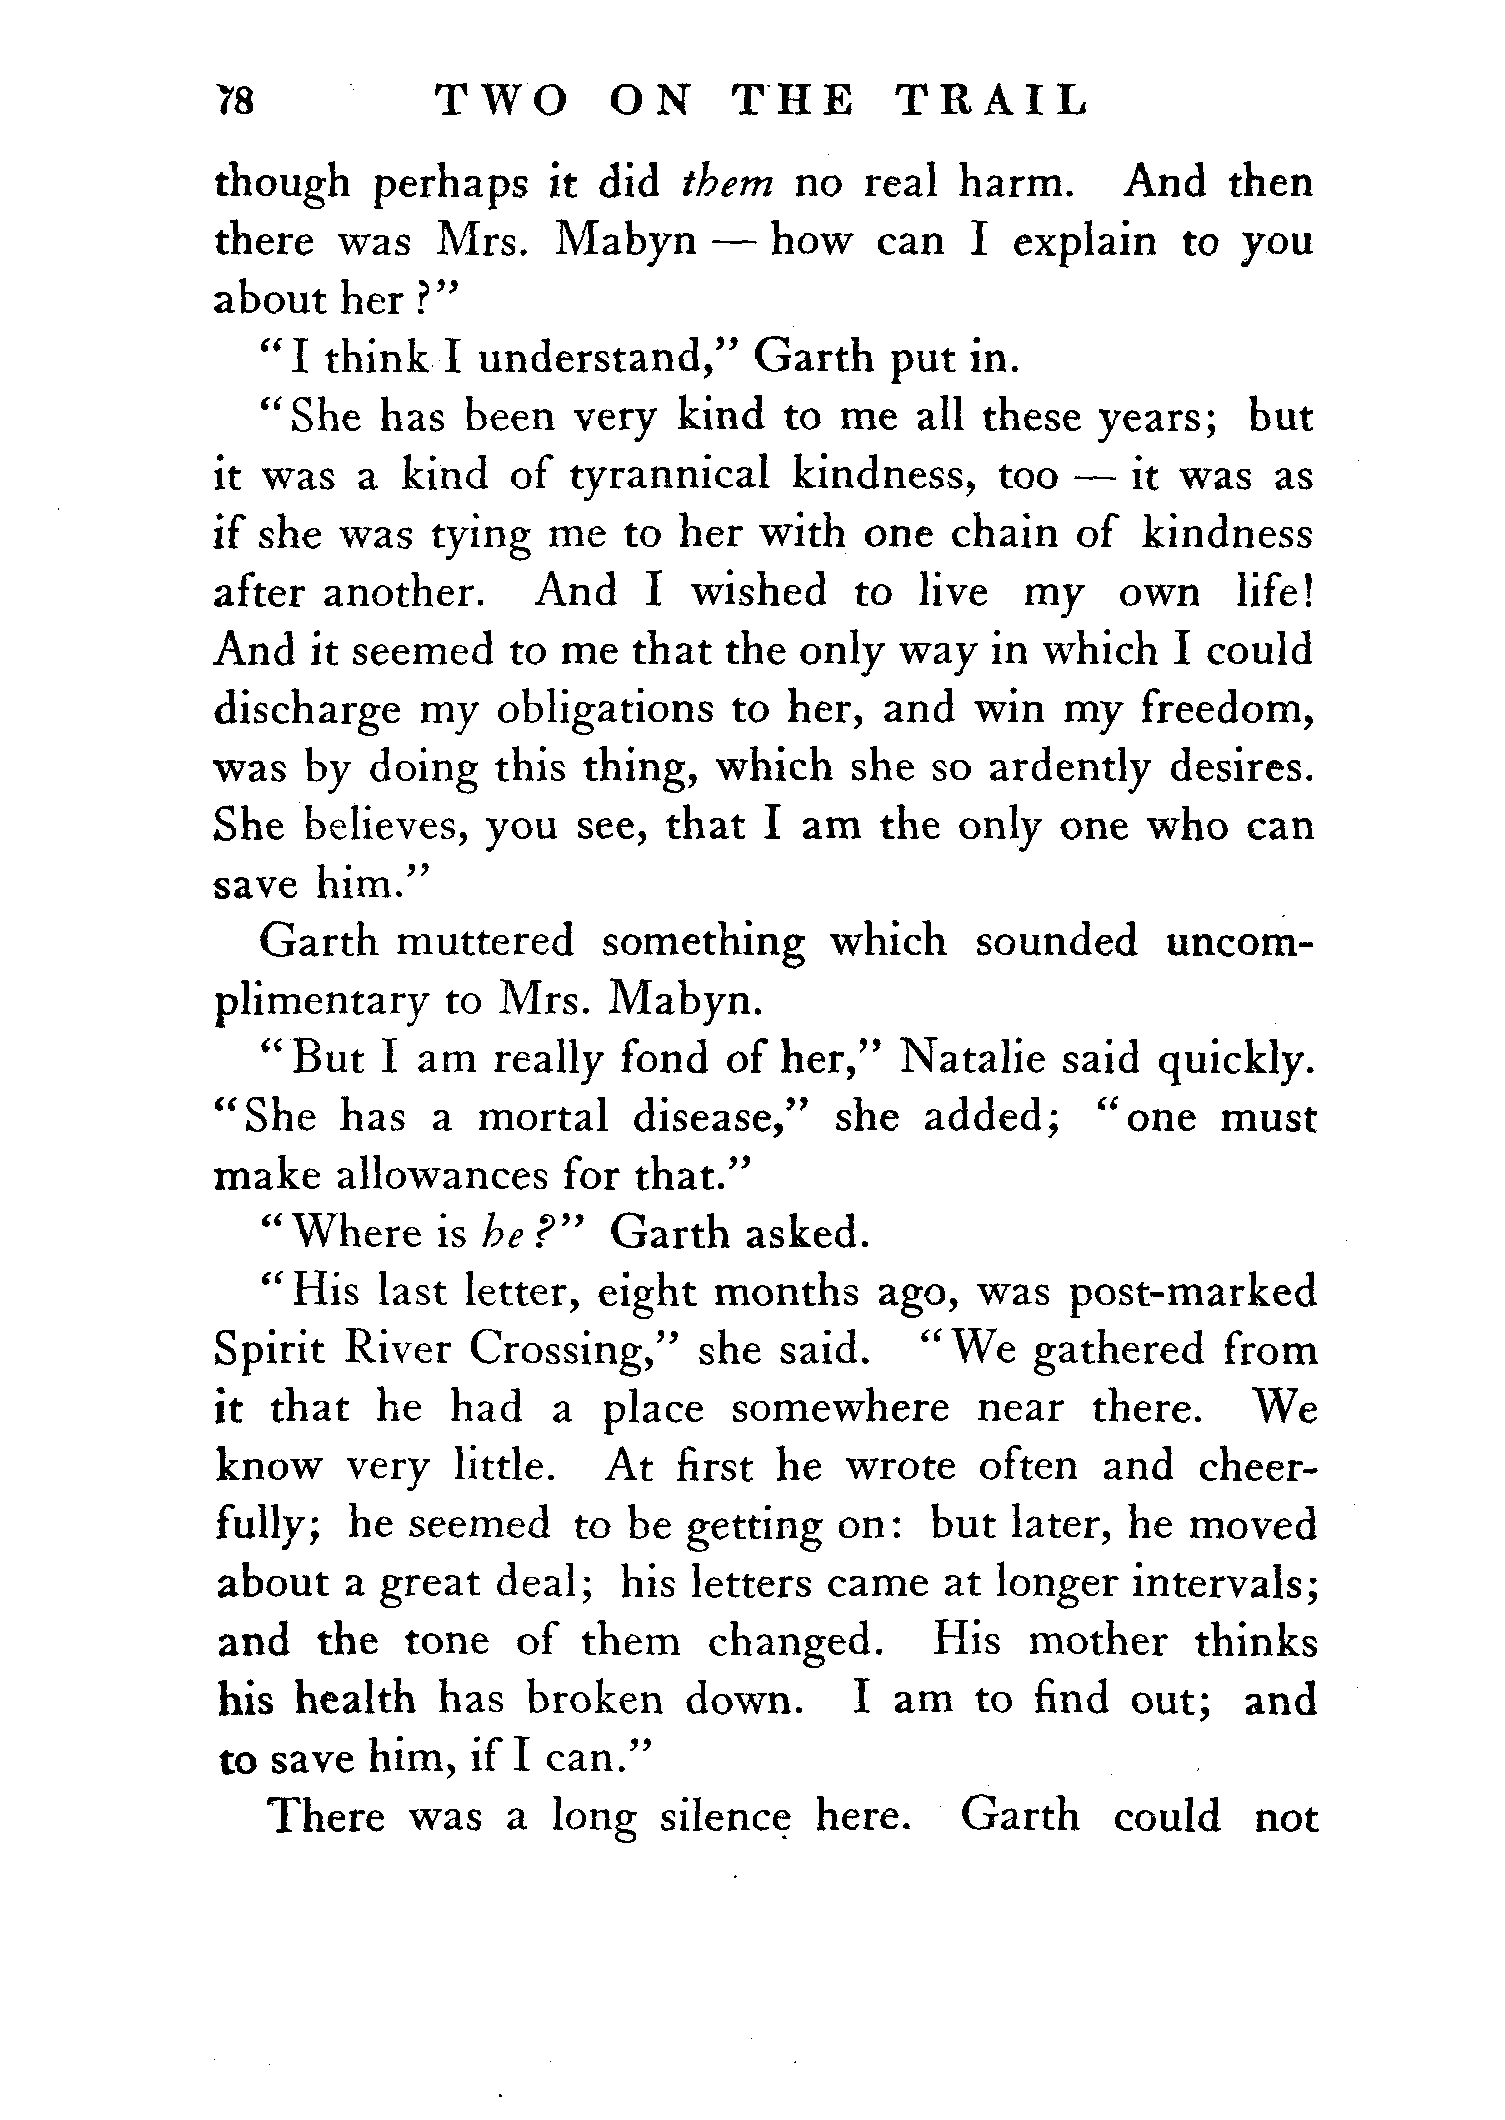 78 TWO ON THE TRAIL
though perhaps it did them no real harm. And then
there was Mrs. Mabyn — how can I explain to you
about her ?"
"I think I understand," Garth put in.
"She has been very kind to me all these years; but
it was a kind of tyrannical kindness, too — it was as
if she was tying me to her with one chain of kindness
after another. And I wished to live my own life!
And it seemed to me that the only way in which I could
discharge my obligations to her, and win my freedom,
was by doing this thing, which she so ardently desires.
She believes, you see, that I am the only one who can
save him."
Garth muttered something which sounded uncom-
plimentary to Mrs. Mabyn.
"But I am really fond of her," Natalie said quickly.
"She has a mortal disease," she added; "one must
make allowances for that."
"Where is he?" Garth asked.
"His last letter, eight months ago, was post-marked
Spirit River Crossing," she said. "We gathered from
it that he had a place somewhere near there. We
know very little. At first he wrote often and cheer-
fully; he seemed to be getting on: but later, he moved
about a great deal; his letters came at longer intervals;
and the tone of them changed. His mother thinks
his health has broken down. I am to find out; and
to save him, if I can."
There was a long silence here. Garth could not